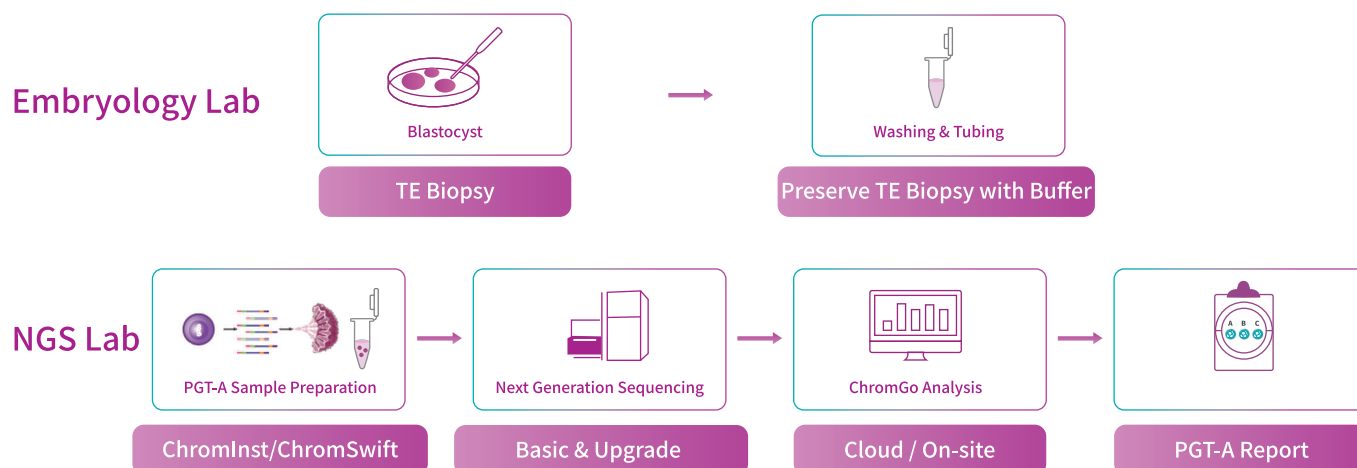 Embryology Lab
Blastocyst
Washing & Tubing
TE Biopsy
Preserve TE Biopsy with Buffer
NGS Lab
PGT-A Sample Preparation
Next Generation Sequencing
ChromGo Analysis
A B C
ChromInst/ChromSwift
Basic & Upgrade
Cloud / On-site
PGT-A Report